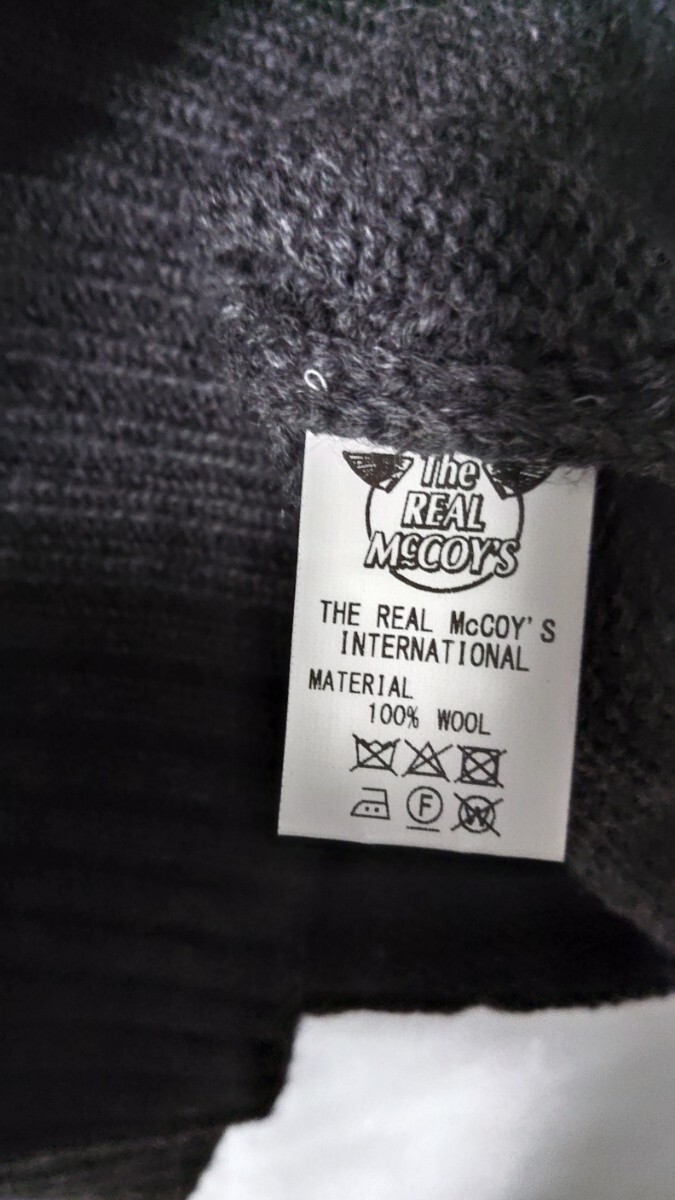 The
REAL
McCOY'S
THE REAL McCOY'S
INTERNATIONAL
MATERIAL
100% WOOL
F
W